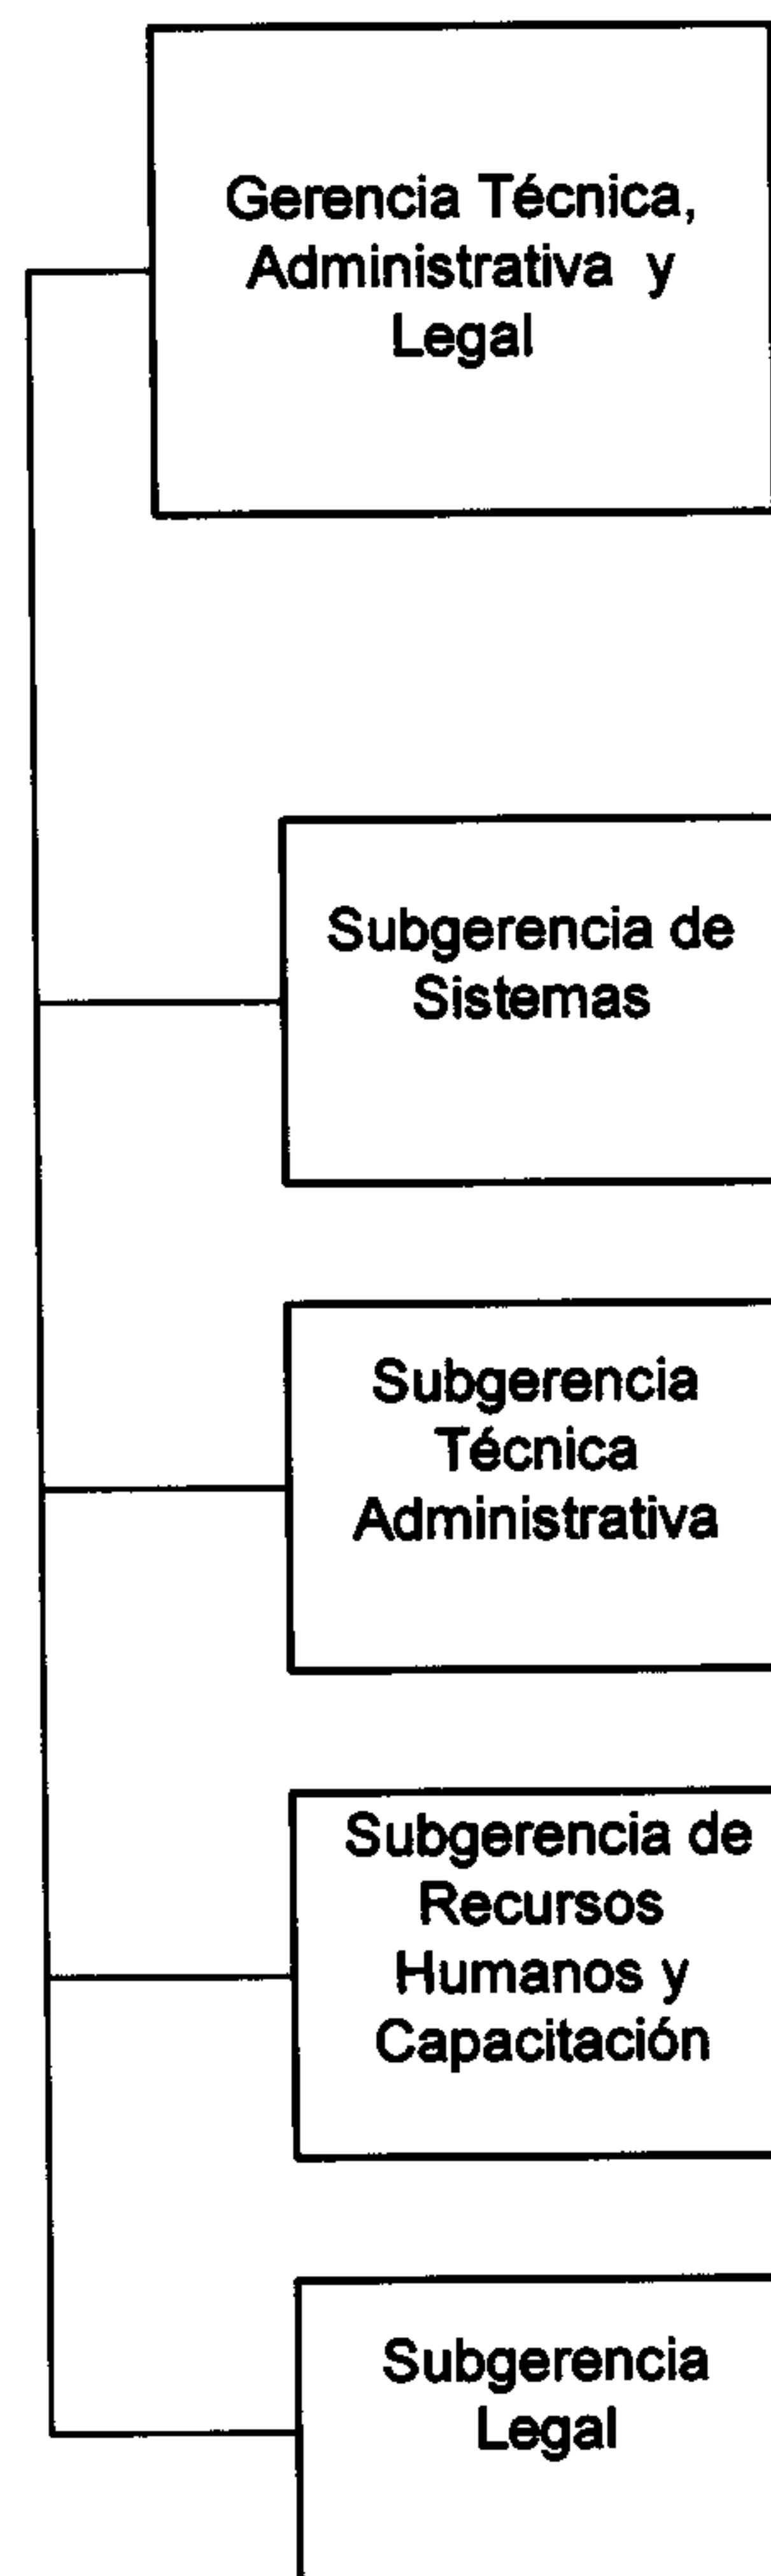 Gerencia Técnica,
Administrativa y
Legal
Subgerencia de
Sistemas
Subgerencia
Técnica
Administrativa
Subgerencia de
Recursos
Humanos y
Capacitación
Subgerencia
Legal